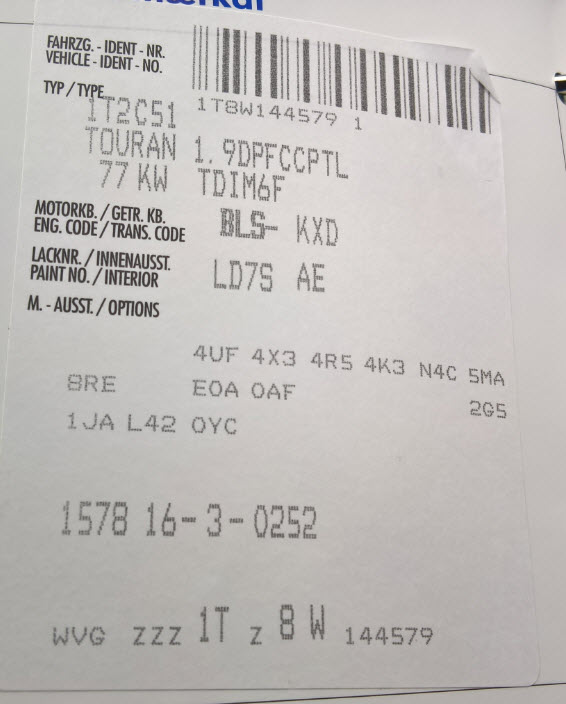 FAHRZG. - IDENT - NR.
VEHICLE - IDENT - NO.
1T8W144579 1
TYP / TYPE
1T2C51
TOURAN 1.9DPFCCPTL
77 KW TDIM6F
MOTORKB. / GETR. KB.
ENG. CODE / TRANS. CODE
BLS- KXD
LACKNR. / INNENAUSST.
PAINT NO. / INTERIOR
LD7S AE
M. - AUSST. / OPTIONS
4UF 4X3 4R5 4K3 N4C 5MA
8RE E0A 0AF 2G5
1JA L42 0YC
1578 16-3-0252
WVG ZZZ 1T Z 8 W 144579